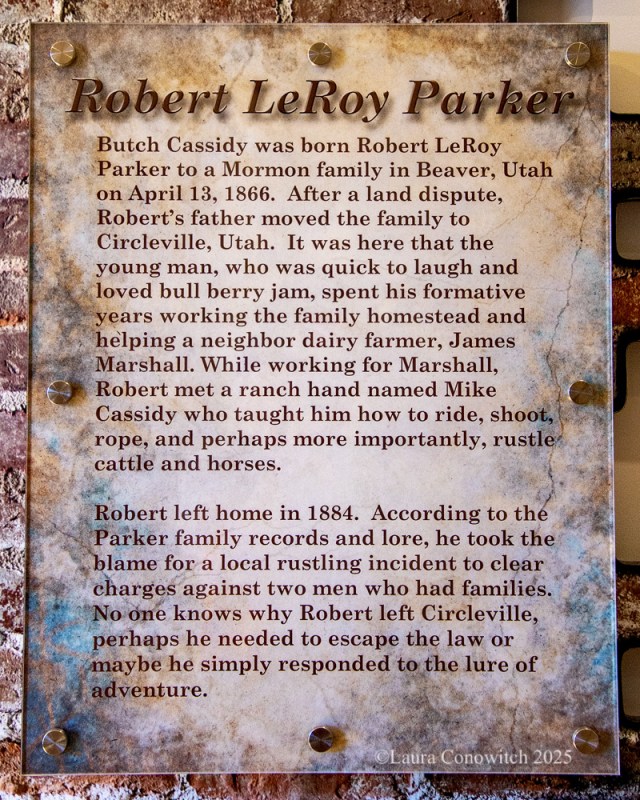 Robert LeRoy Parker
Butch Cassidy was born Robert LeRoy
Parker to a Mormon family in Beaver, Utah
on April 13, 1866.  After a land dispute,
Robert's father moved the family to
Circleville, Utah.  It was here that the
young man, who was quick to laugh and
loved bull berry jam, spent his formative
years working the family homestead and
helping a neighbor dairy farmer, James
Marshall. While working for Marshall,
Robert met a ranch hand named Mike
Cassidy who taught him how to ride, shoot,
rope, and perhaps more importantly, rustle
cattle and horses.
Robert left home in 1884.  According to the
Parker family records and lore, he took the
blame for a local rustling incident to clear
charges against two men who had families.
No one knows why Robert left Circleville,
perhaps he needed to escape the law or
maybe he simply responded to the lure of
adventure.
©Laura Conowitch 2025